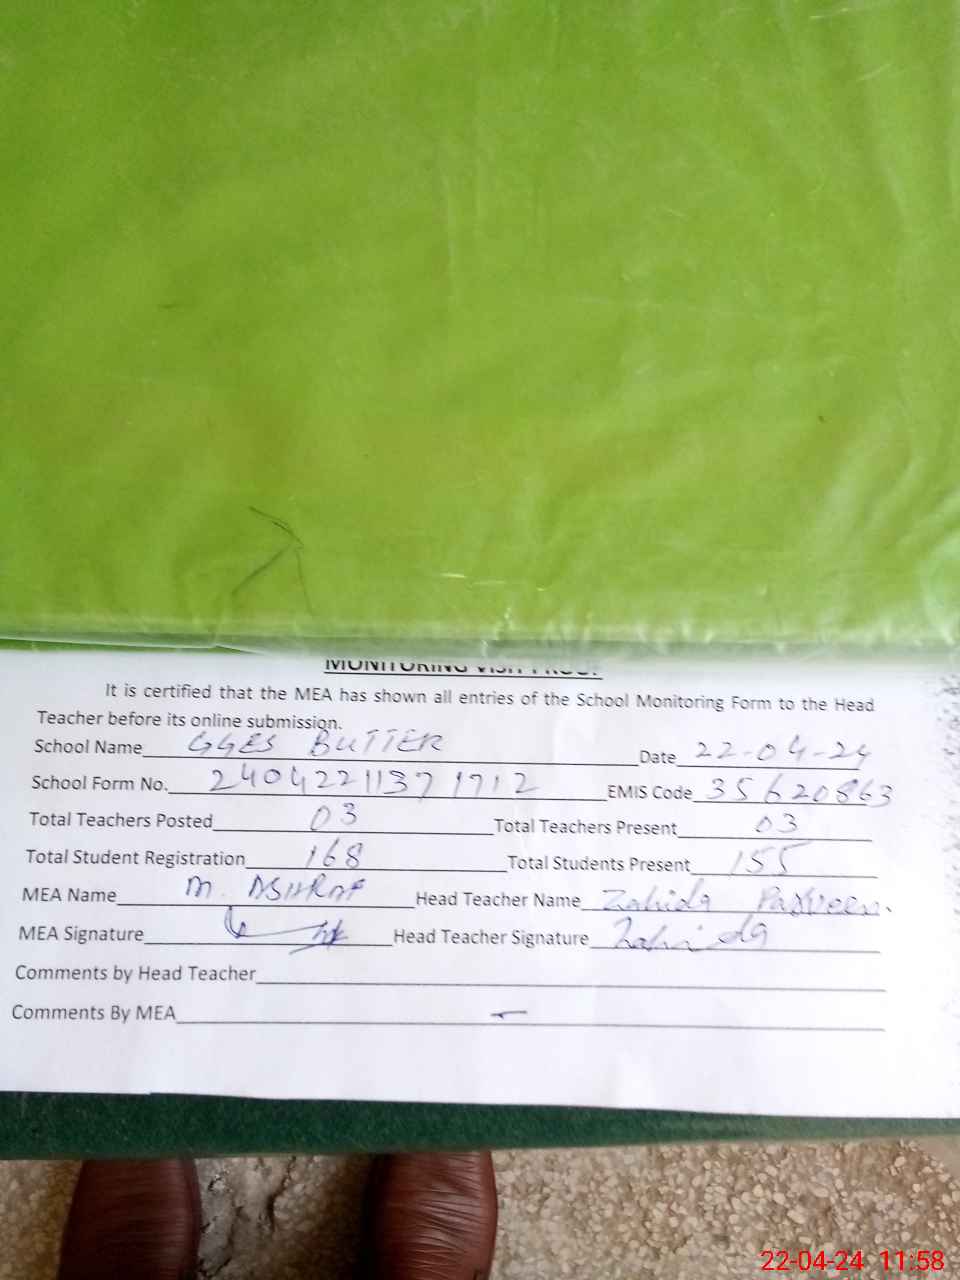 MONITORING VISIT PROOF
It is certified that the MEA has shown all entries of the School Monitoring Form to the Head
Teacher before its online submission.
School Name GGES BUTTER Date 22-04-24
School Form No. 2404221137 1712 EMIS Code 35620863
Total Teachers Posted 03 Total Teachers Present 03
Total Student Registration 168 Total Students Present 155
MEA Name M. ASHRAF Head Teacher Name Zahida Parveen.
MEA Signature Head Teacher Signature Zahida
Comments by Head Teacher
Comments By MEA -
22-04-24 11:58